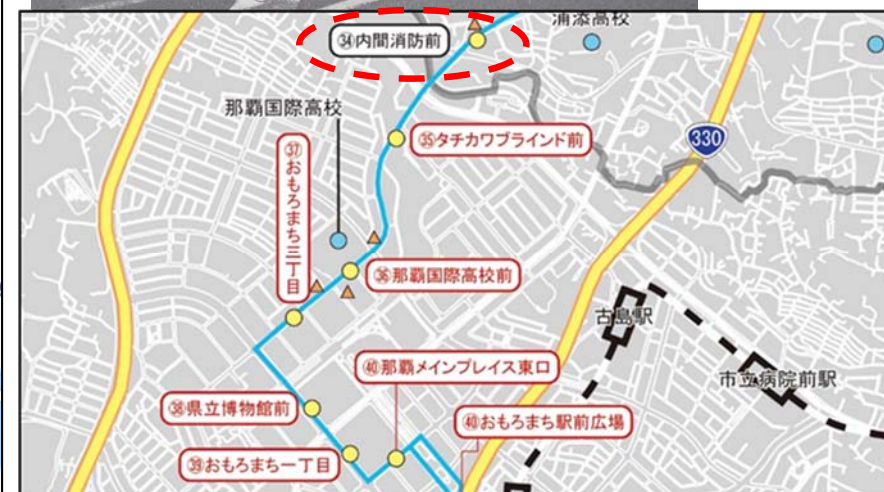 浦添高校
㉞内間消防前
那覇国際高校
㉟タチカワブラインド前
330
㊲おもろまち三丁目
㊱那覇国際高校前
古島駅
㊵那覇メインプレイス東口
市立病院前駅
㊳県立博物館前
㊵おもろまち駅前広場
㊴おもろまち一丁目